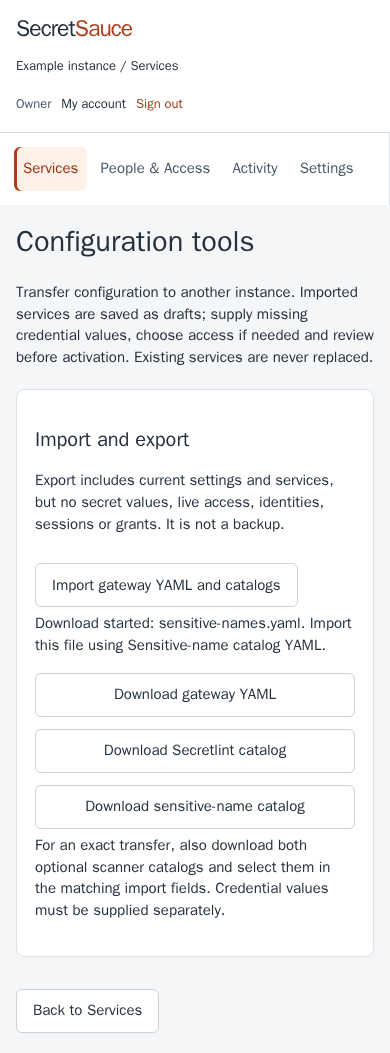 SecretSauce
Example instance / Services
Owner My account Sign out
Services People & Access Activity Settings
Configuration tools
Transfer configuration to another instance. Imported
services are saved as drafts; supply missing
credential values, choose access if needed and review
before activation. Existing services are never replaced.
Import and export
Export includes current settings and services,
but no secret values, live access, identities,
sessions or grants. It is not a backup.
Import gateway YAML and catalogs
Download started: sensitive-names.yaml. Import
this file using Sensitive-name catalog YAML.
Download gateway YAML
Download Secretlint catalog
Download sensitive-name catalog
For an exact transfer, also download both
optional scanner catalogs and select them in
the matching import fields. Credential values
must be supplied separately.
Back to Services